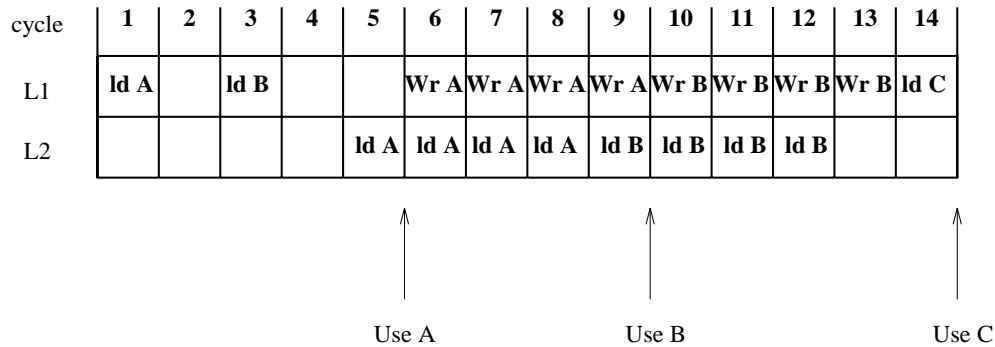 cycle 1 2 3 4 5 6 7 8 9 10 11 12 13 14
L1 ld A ld B Wr A Wr A Wr A Wr A Wr B Wr B Wr B Wr B ld C
L2 ld A ld A ld A ld A ld B ld B ld B ld B
Use A Use B Use C